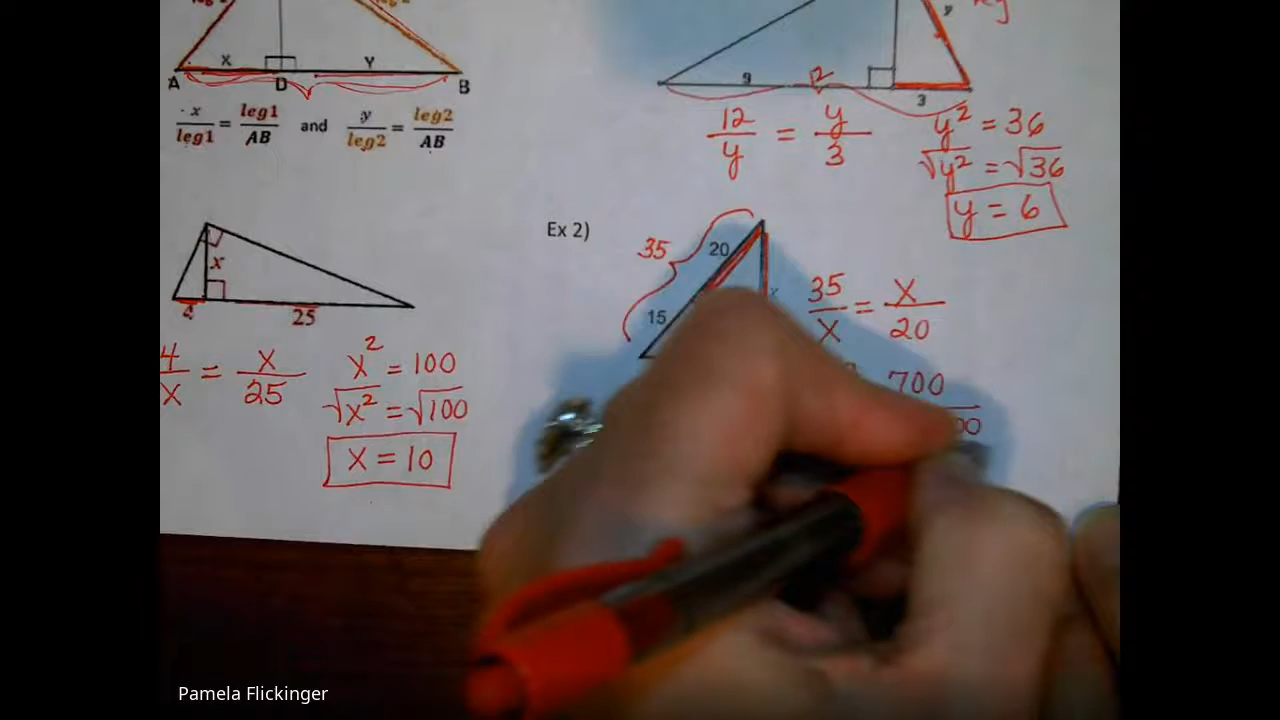 X
Y
A
D
B
x/leg1 = leg1/AB and y/leg2 = leg2/AB
9
12
3
y
12/y = y/3
y² = 36
√y² = √36
y = 6
x
4
25
4/x = x/25
x² = 100
√x² = √100
x = 10
Ex 2)
35
20
15
35/x = x/20
700
Pamela Flickinger